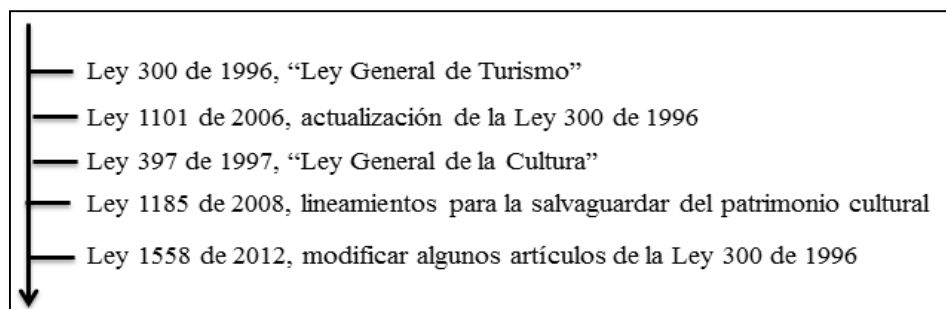 Ley 300 de 1996, “Ley General de Turismo”
Ley 1101 de 2006, actualización de la Ley 300 de 1996
Ley 397 de 1997, “Ley General de la Cultura”
Ley 1185 de 2008, lineamientos para la salvaguardar del patrimonio cultural
Ley 1558 de 2012, modificar algunos artículos de la Ley 300 de 1996